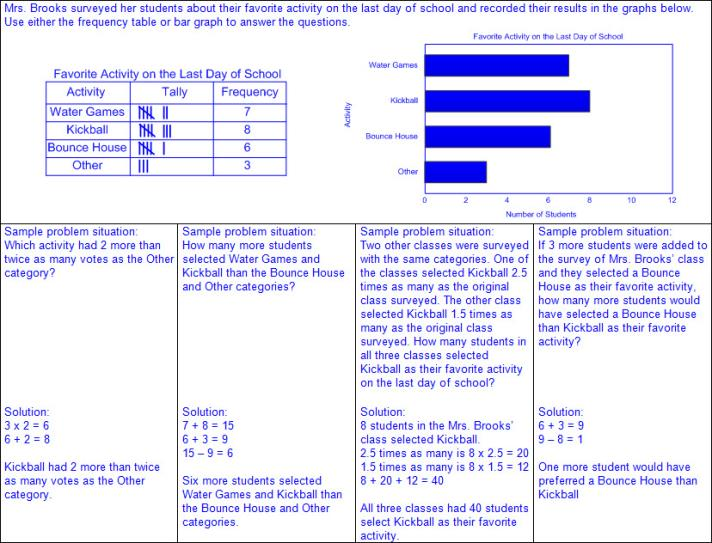 Mrs. Brooks surveyed her students about their favorite activity on the last day of school and recorded their results in the graphs below.
Use either the frequency table or bar graph to answer the questions.
Favorite Activity on the Last Day of School
Activity Tally Frequency
Water Games 7
Kickball 8
Bounce House 6
Other 3
Favorite Activity on the Last Day of School
Activity
Water Games
Kickball
Bounce House
Other
0 2 4 6 8 10 12
Number of Students
Sample problem situation:
Which activity had 2 more than
twice as many votes as the Other
category?
Solution:
3 x 2 = 6
6 + 2 = 8
Kickball had 2 more than twice
as many votes as the Other
category.
Sample problem situation:
How many more students
selected Water Games and
Kickball than the Bounce House
and Other categories?
Solution:
7 + 8 = 15
6 + 3 = 9
15 – 9 = 6
Six more students selected
Water Games and Kickball than
the Bounce House and Other
categories.
Sample problem situation:
Two other classes were surveyed
with the same categories. One of
the classes selected Kickball 2.5
times as many as the original
class surveyed. The other class
selected Kickball 1.5 times as
many as the original class
surveyed. How many students in
all three classes selected
Kickball as their favorite activity
on the last day of school?
Solution:
8 students in the Mrs. Brooks’
class selected Kickball.
2.5 times as many is 8 x 2.5 = 20
1.5 times as many is 8 x 1.5 = 12
8 + 20 + 12 = 40
All three classes had 40 students
select Kickball as their favorite
activity.
Sample problem situation:
If 3 more students were added to
the survey of Mrs. Brooks’ class
and they selected a Bounce
House as their favorite activity,
how many more students would
have selected a Bounce House
than Kickball as their favorite
activity?
Solution:
6 + 3 = 9
9 – 8 = 1
One more student would have
preferred a Bounce House than
Kickball